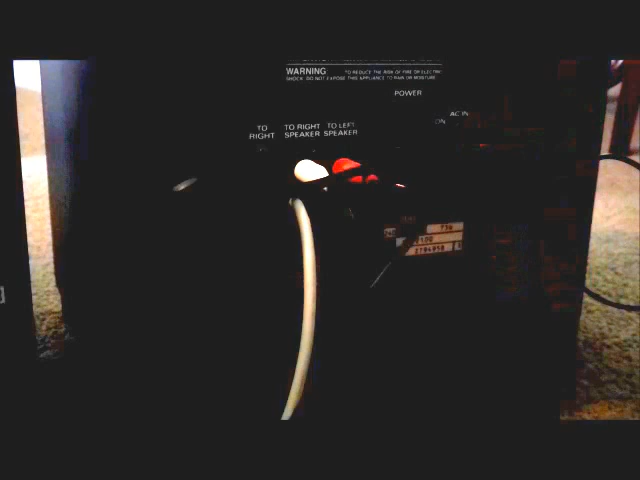 WARNING: TO REDUCE THE RISK OF FIRE OR ELECTRIC
SHOCK, DO NOT EXPOSE THIS APPLIANCE TO RAIN OR MOISTURE.
POWER
AC IN
ON
TO RIGHT
TO RIGHT SPEAKER
TO LEFT SPEAKER